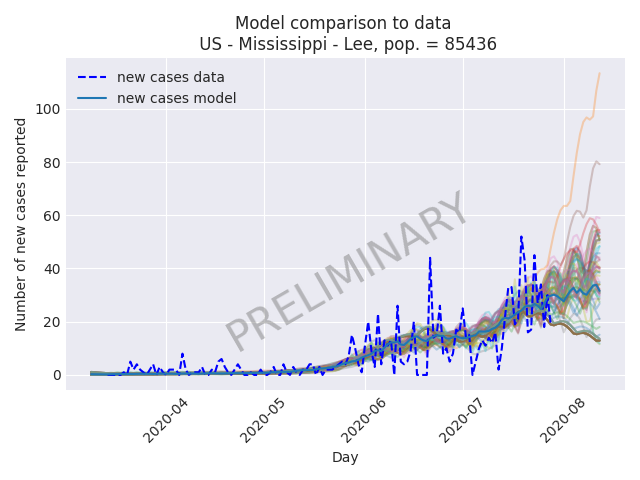 Model comparison to data
US - Mississippi - Lee, pop. = 85436
new cases data
new cases model
Number of new cases reported
100
80
60
40
20
0
PRELIMINARY
2020-04
2020-05
2020-06
2020-07
2020-08
Day